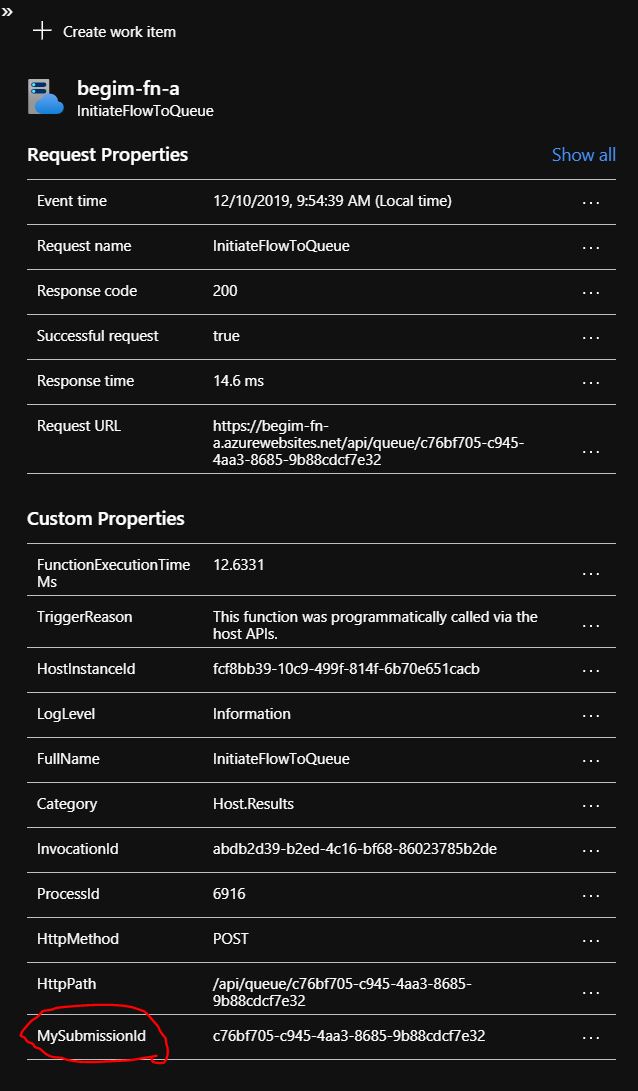 »
+ Create work item
begim-fn-a
InitiateFlowToQueue
Request Properties Show all
Event time 12/10/2019, 9:54:39 AM (Local time) ...
Request name InitiateFlowToQueue ...
Response code 200 ...
Successful request true ...
Response time 14.6 ms ...
Request URL https://begim-fn-
a.azurewebsites.net/api/queue/c76bf705-c945-
4aa3-8685-9b88cdcf7e32 ...
Custom Properties
FunctionExecutionTime 12.6331
Ms ...
TriggerReason This function was programmatically called via the
host APIs. ...
HostInstanceId fcf8bb39-10c9-499f-814f-6b70e651cacb ...
LogLevel Information ...
FullName InitiateFlowToQueue ...
Category Host.Results ...
InvocationId abdb2d39-b2ed-4c16-bf68-86023785b2de ...
ProcessId 6916 ...
HttpMethod POST ...
HttpPath /api/queue/c76bf705-c945-4aa3-8685-
9b88cdcf7e32 ...
MySubmissionId c76bf705-c945-4aa3-8685-9b88cdcf7e32 ...